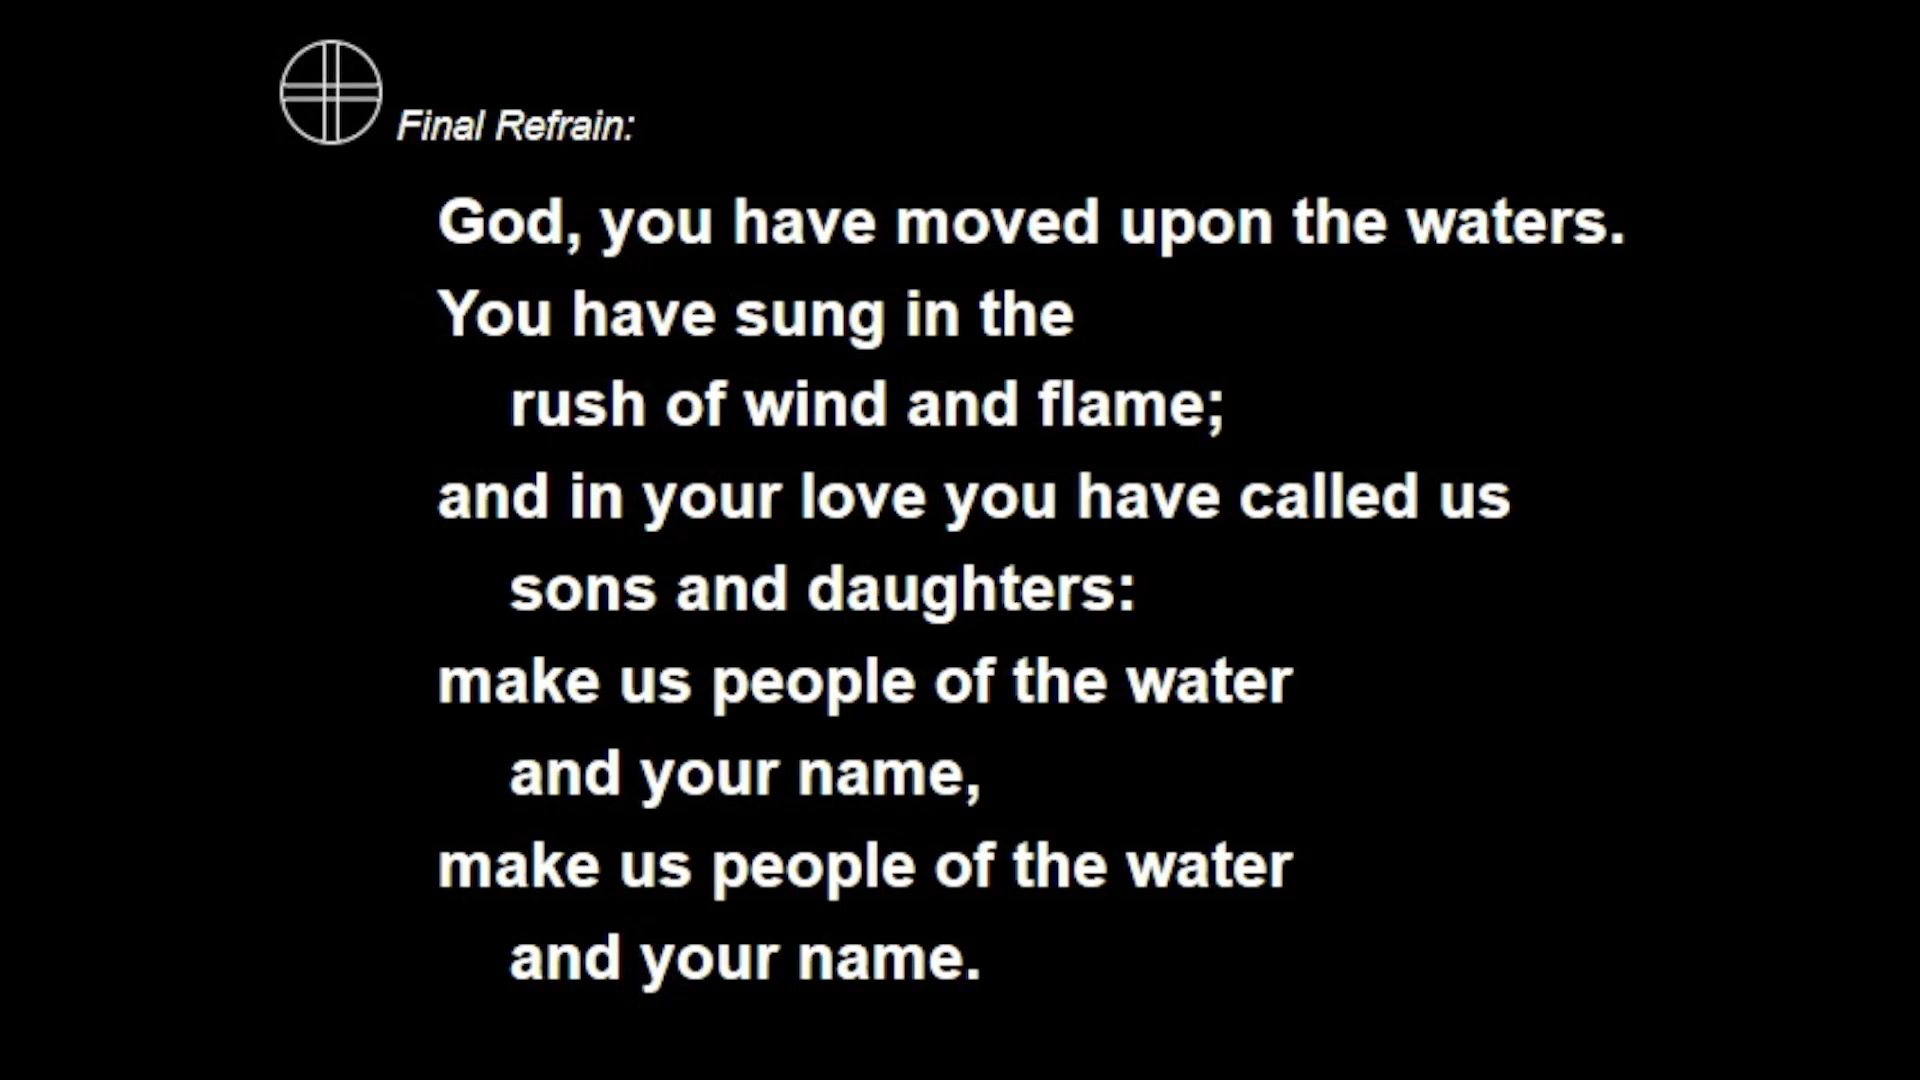 Final Refrain:
God, you have moved upon the waters.
You have sung in the
rush of wind and flame;
and in your love you have called us
sons and daughters:
make us people of the water
and your name,
make us people of the water
and your name.